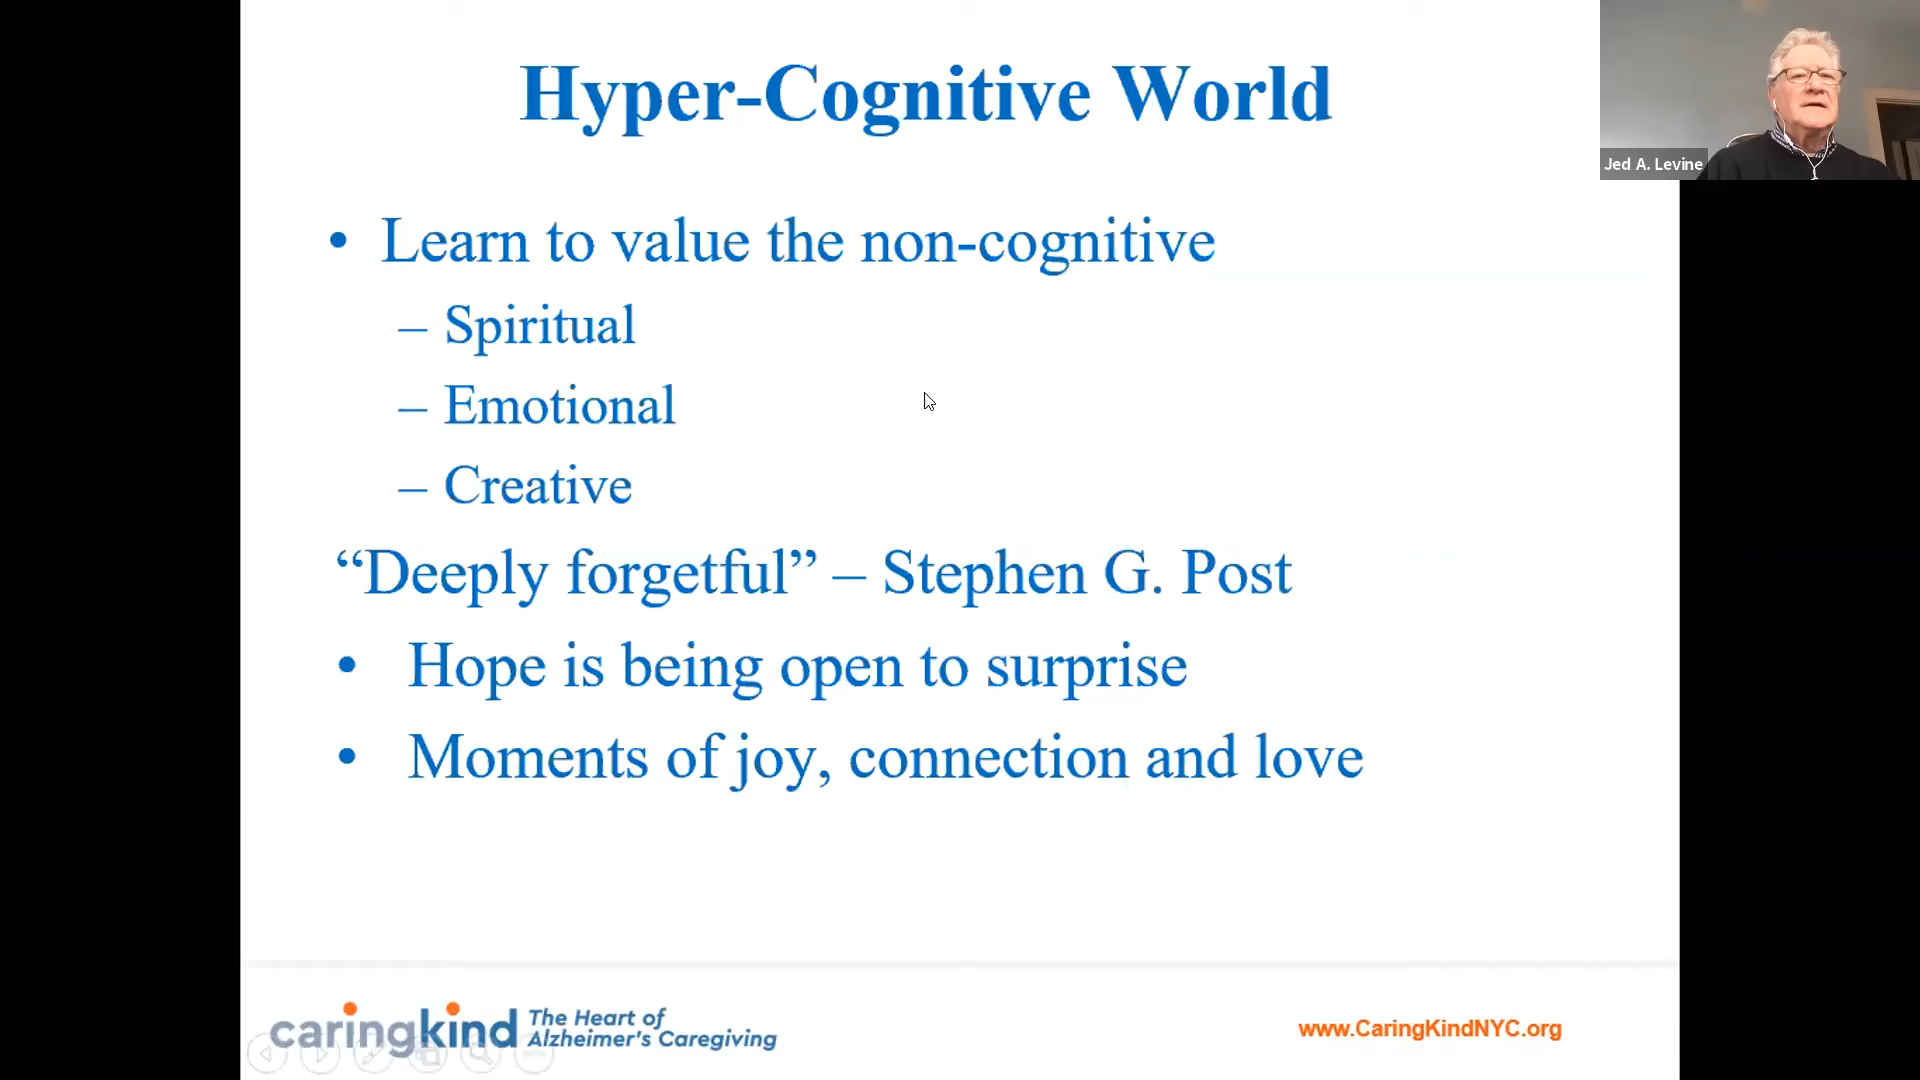 Hyper-Cognitive World
Jed A. Levine
• Learn to value the non-cognitive
– Spiritual
– Emotional
– Creative
“Deeply forgetful” – Stephen G. Post
• Hope is being open to surprise
• Moments of joy, connection and love
caringkind
The Heart of
Alzheimer's Caregiving
www.CaringKindNYC.org